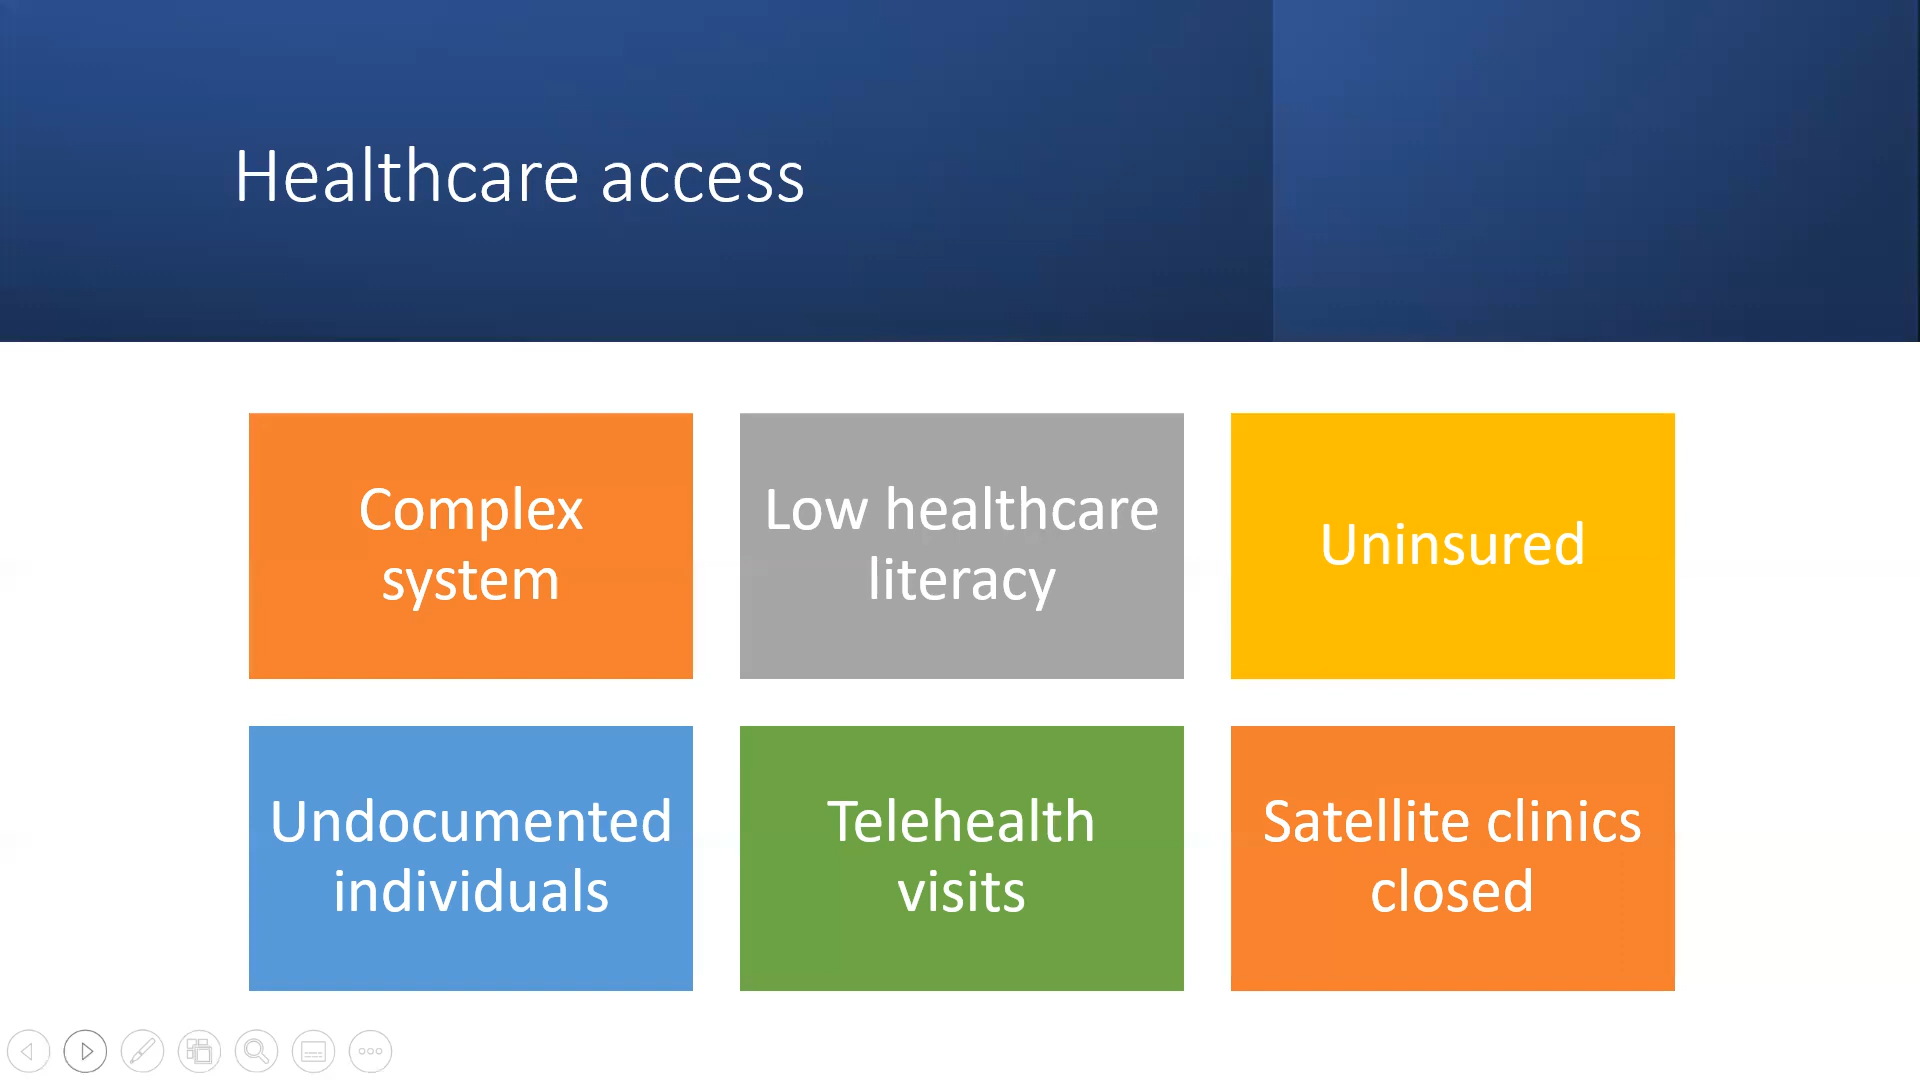 Healthcare access
Complex
system
Low healthcare
literacy
Uninsured
Undocumented
individuals
Telehealth
visits
Satellite clinics
closed